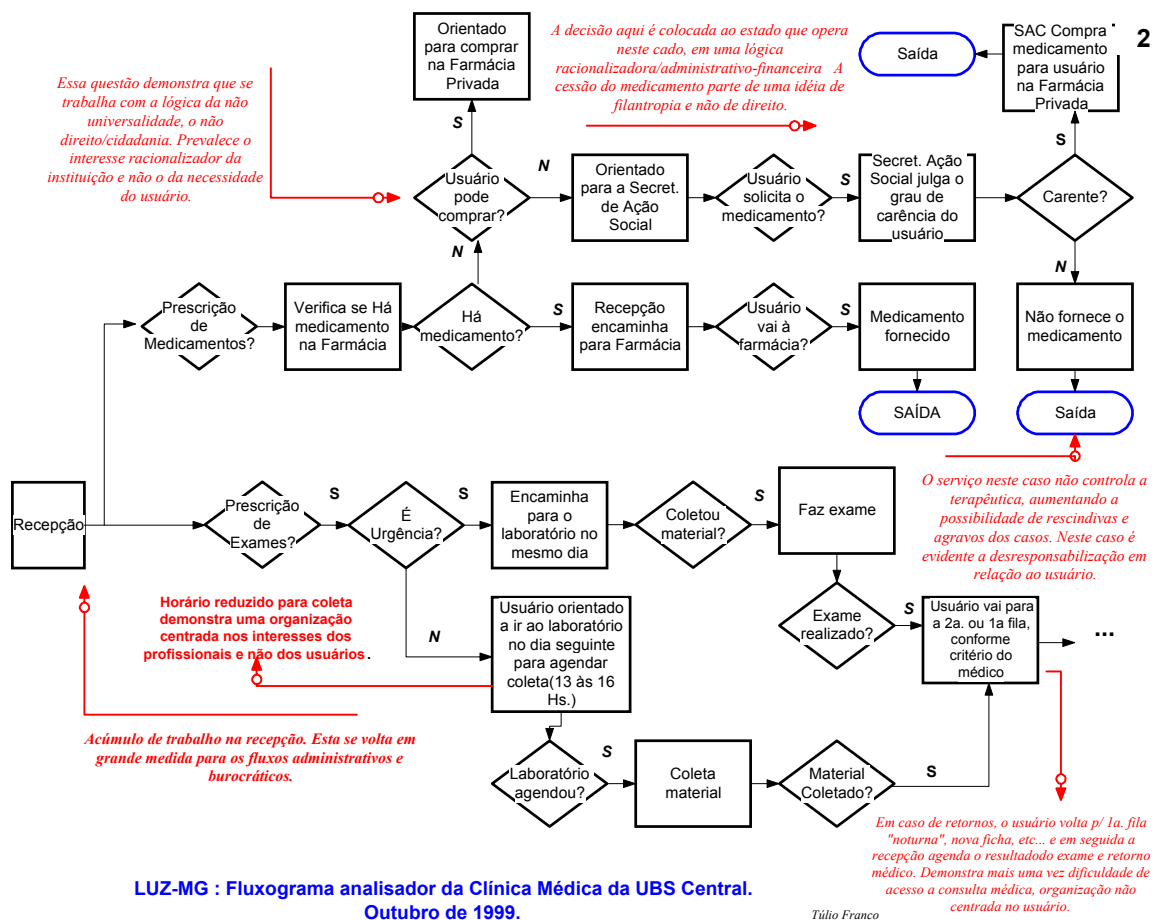 Orientado
para comprar
na Farmácia
Privada
A decisão aqui é colocada ao estado que opera
neste cado, em uma lógica
racionalizadora/administrativo-financeira A
cessão do medicamento parte de uma idéia de
filantropia e não de direito.
Saída
SAC Compra
medicamento
para usuário
na Farmácia
Privada
2
Essa questão demonstra que se
trabalha com a lógica da não
universalidade, o não
direito/cidadania. Prevalece o
interesse racionalizador da
instituição e não o da necessidade
do usuário.
S
N
S
S
Usuário
pode
comprar?
Orientado
para a Secret.
de Ação
Social
Usuário
solicita o
medicamento?
Secret. Ação
Social julga o
grau de
carência do
usuário
Carente?
N
N
Prescrição
de
Medicamentos?
Verifica se Há
medicamento
na Farmácia
Há
medicamento?
S
Recepção
encaminha
para Farmácia
Usuário
vai à
farmácia?
S
Medicamento
fornecido
Não fornece o
medicamento
SAÍDA
Saída
O serviço neste caso não controla a
terapêutica, aumentando a
possibilidade de rescindivas e
agravos dos casos. Neste caso é
evidente a desresponsabilização em
relação ao usuário.
Recepção
Prescrição
de
Exames?
S
É
Urgência?
S
Encaminha
para o
laboratório no
mesmo dia
Coletou
material?
S
Faz exame
Horário reduzido para coleta
demonstra uma organização
centrada nos interesses dos
profissionais e não dos usuários.
N
Usuário orientado
a ir ao laboratório
no dia seguinte
para agendar
coleta(13 às 16
Hs.)
Exame
realizado?
S
Usuário vai para
a 2a. ou 1a fila,
conforme
critério do
médico
...
Acúmulo de trabalho na recepção. Esta se volta em
grande medida para os fluxos administrativos e
burocráticos.
Laboratório
agendou?
S
Coleta
material
Material
Coletado?
S
Em caso de retornos, o usuário volta p/ 1a. fila
"noturna", nova ficha, etc... e em seguida a
recepção agenda o resultadodo exame e retorno
médico. Demonstra mais uma vez dificuldade de
acesso a consulta médica, organização não
centrada no usuário.
LUZ-MG : Fluxograma analisador da Clínica Médica da UBS Central.
Outubro de 1999.
Túlio Franco